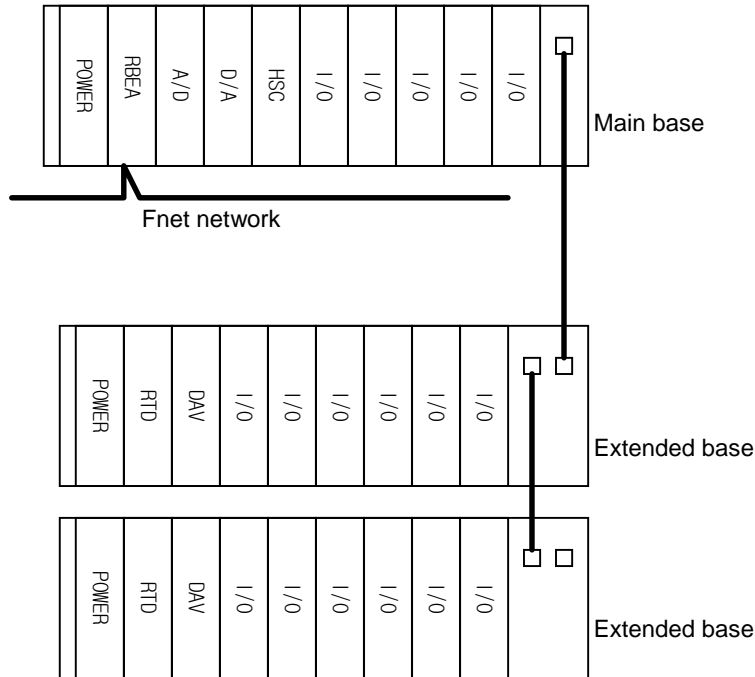 POWER
RBEA
A/D
D/A
HSC
I/O
I/O
I/O
I/O
I/O
Main base
Fnet network
POWER
RTD
DAV
I/O
I/O
I/O
I/O
I/O
I/O
Extended base
POWER
RTD
DAV
I/O
I/O
I/O
I/O
I/O
I/O
Extended base